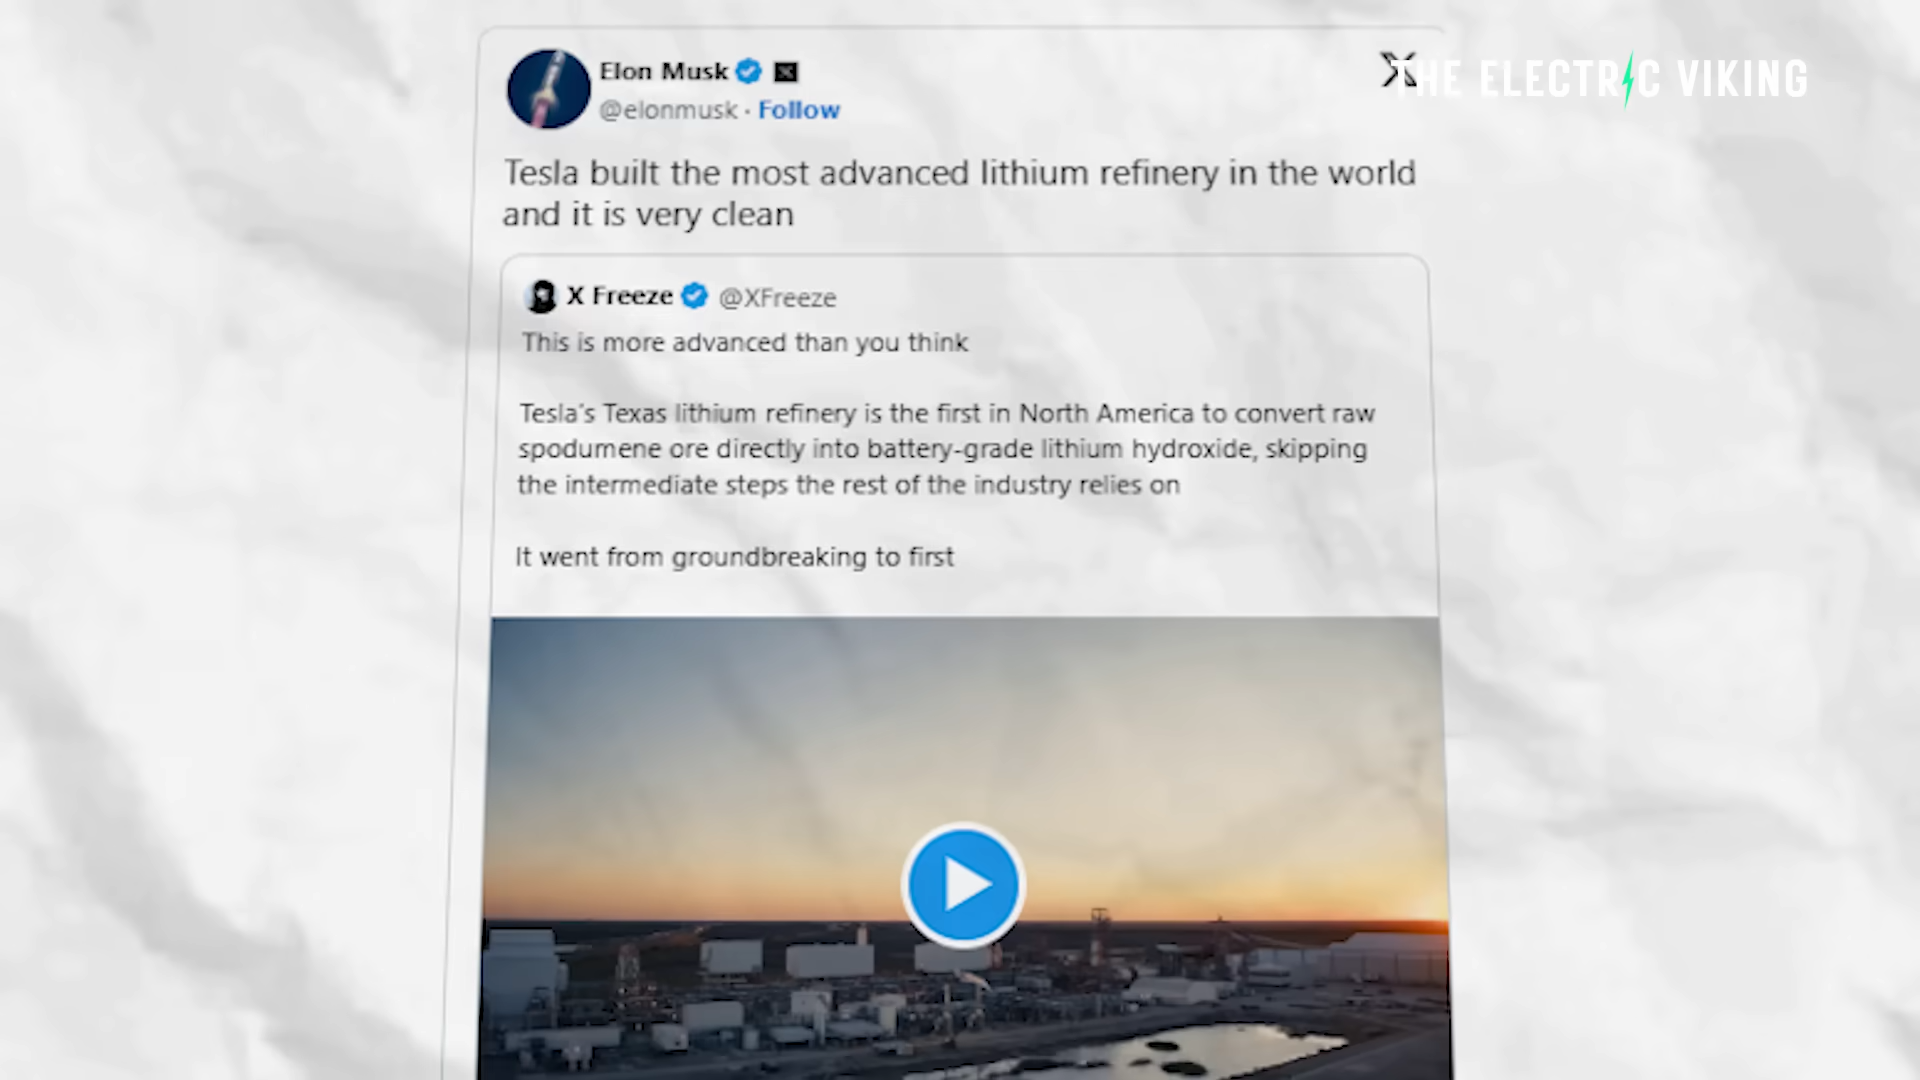 Elon Musk
@elonmusk · Follow
X
THE ELECTRIC VIKING
Tesla built the most advanced lithium refinery in the world
and it is very clean
X Freeze @XFreeze
This is more advanced than you think
Tesla's Texas lithium refinery is the first in North America to convert raw
spodumene ore directly into battery-grade lithium hydroxide, skipping
the intermediate steps the rest of the industry relies on
It went from groundbreaking to first